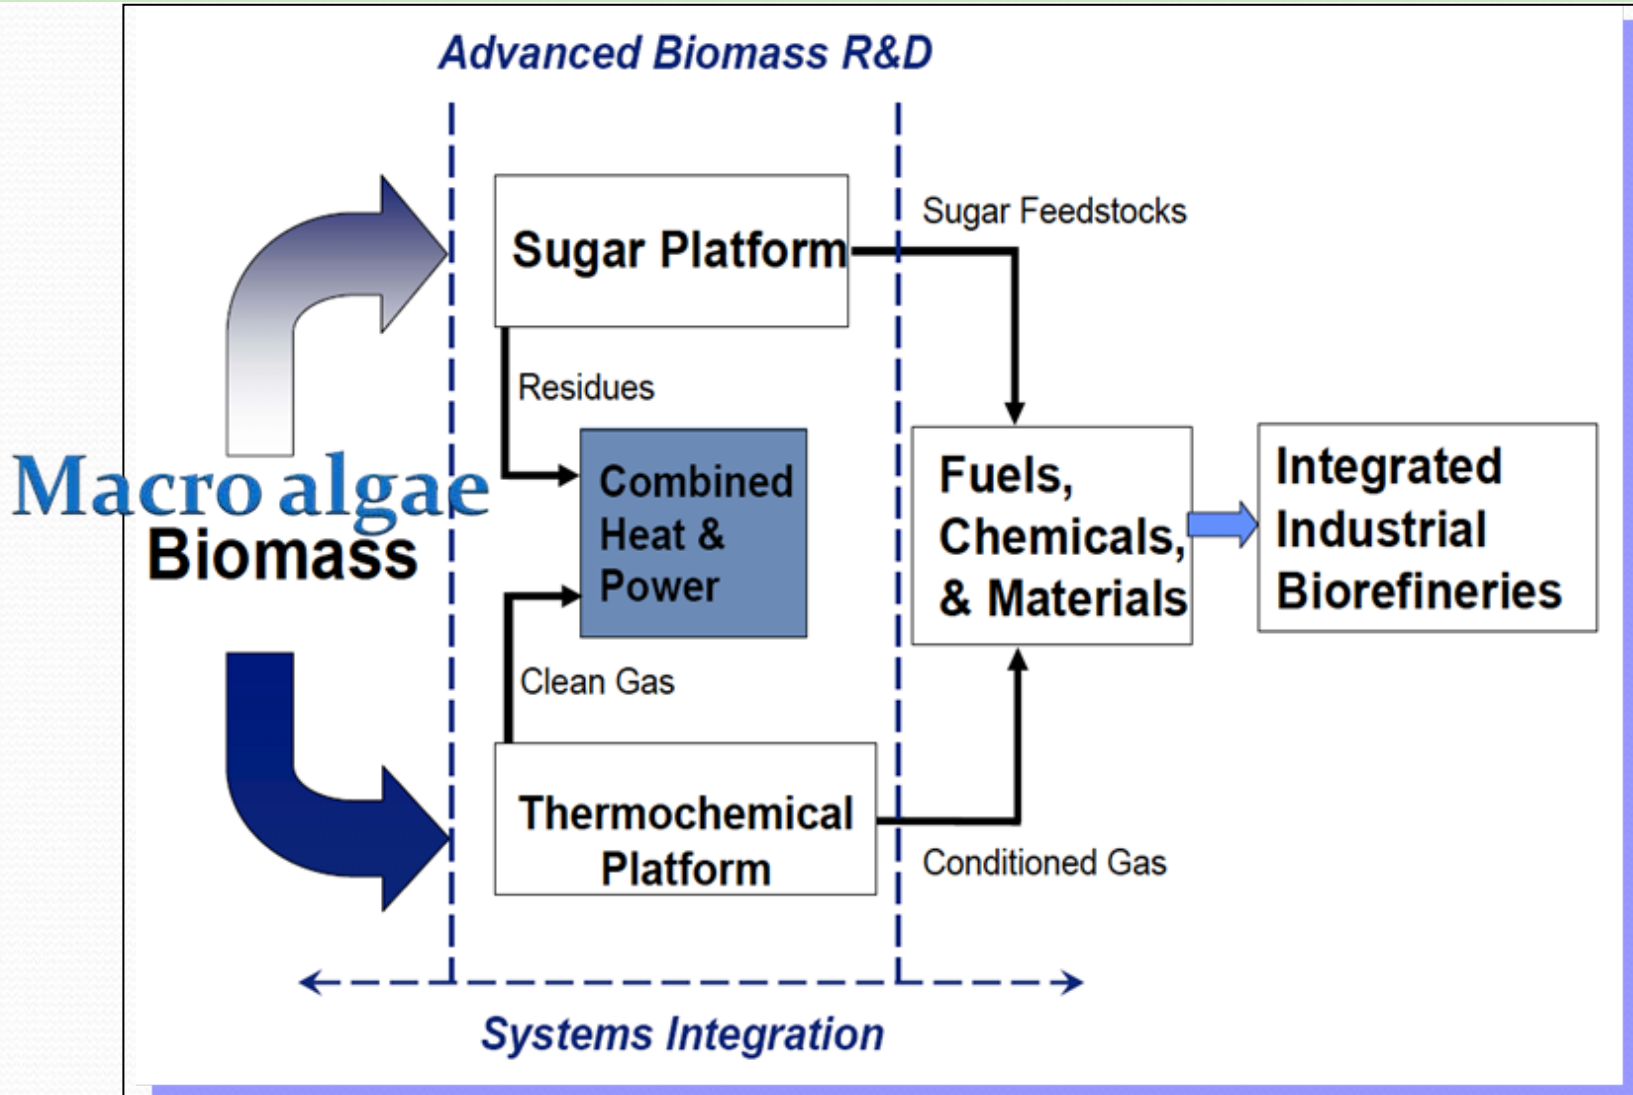 Advanced Biomass R&D
Sugar Platform
Sugar Feedstocks
Residues
Macro algae
Biomass
Combined
Heat &
Power
Fuels,
Chemicals,
& Materials
Integrated
Industrial
Biorefineries
Clean Gas
Thermochemical
Platform
Conditioned Gas
Systems Integration